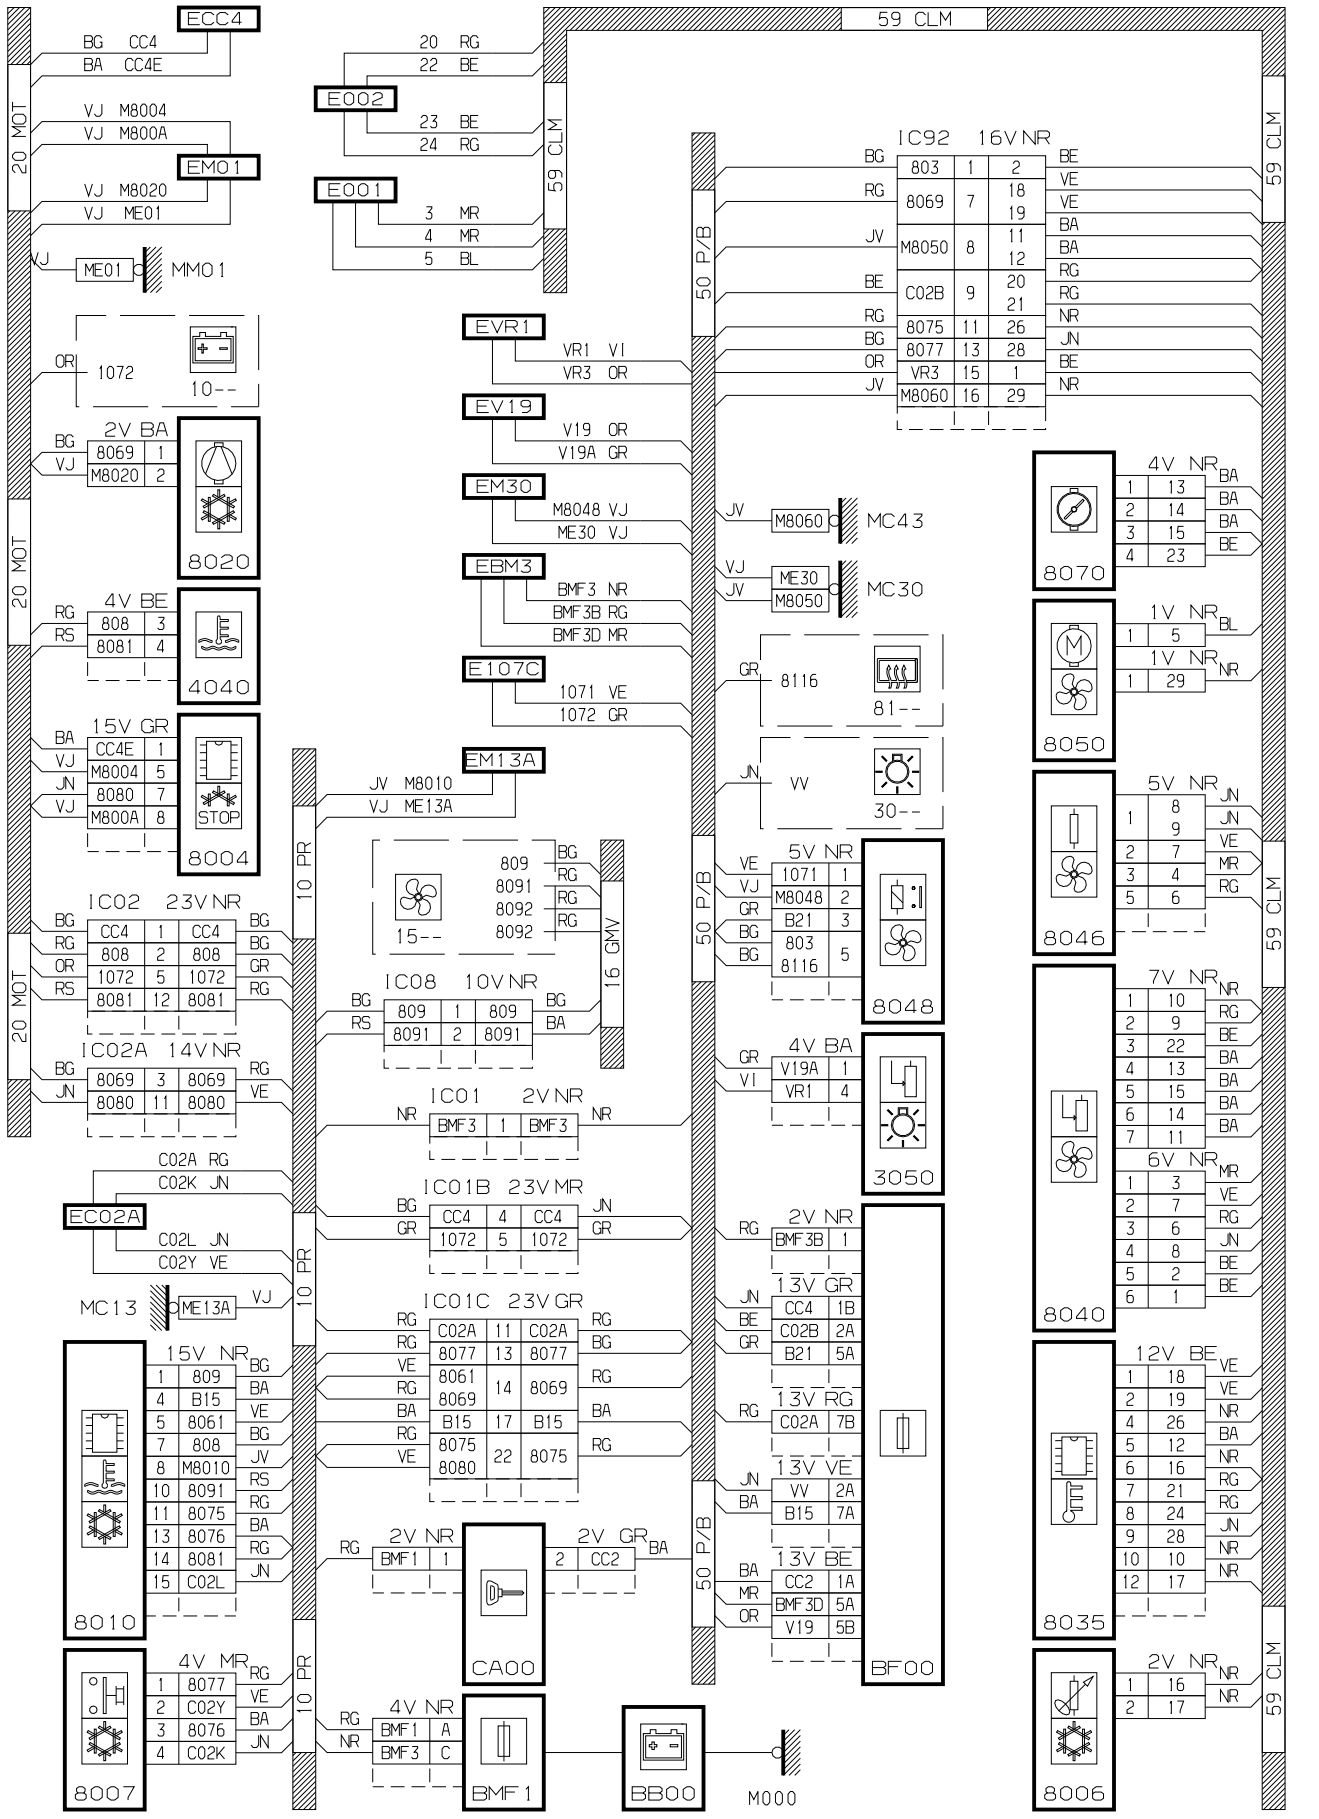 59 CLM
ECC4
BG CC4
BA CC4E
VJ M8004
VJ M800A
EM01
VJ M8020
VJ ME01
20 MOT
VJ
ME01
MM01
OR
1072
10--
2V BA
BG 8069 1
VJ M8020 2
8020
20 MOT
4V BE
RG 808 3
RS 8081 4
4040
15V GR
BA CC4E 1
VJ M8004 5
JN 8080 7
VJ M800A 8
STOP
8004
IC02 23V NR
BG CC4 1 CC4 BG
RG 808 2 808 BG
OR 1072 5 1072 GR
RS 8081 12 8081 RG
20 MOT
IC02A 14V NR
BG 8069 3 8069 RG
JN 8080 11 8080 VE
C02A RG
C02K JN
EC02A
C02L JN
C02Y VE
MC13
ME13A
VJ
15V NR
1 809 BG
4 B15 BA
5 8061 VE
7 808 BG
8 M8010 JV
10 8091 RS
11 8075 RG
13 8076 BA
14 8081 RG
15 C02L JN
8010
4V MR
1 8077 RG
2 C02Y VE
3 8076 BA
4 C02K JN
8007
10 PR
10 PR
10 PR
20 RG
22 BE
E002
23 BE
24 RG
E001
3 MR
4 MR
5 BL
59 CLM
EVR1
VR1 VI
VR3 OR
EV19
V19 OR
V19A GR
EM30
M8048 VJ
ME30 VJ
EBM3
BMF3 NR
BMF3B RG
BMF3D MR
E107C
1071 VE
1072 GR
EM13A
JV M8010
VJ ME13A
15--
809 BG
8091 RG
8092 RG
8092 RG
16 GMV
IC08 10V NR
BG 809 1 809 BG
RS 8091 2 8091 BA
IC01 2V NR
NR BMF3 1 BMF3 NR
IC01B 23V MR
BG CC4 4 CC4 JN
GR 1072 5 1072 GR
IC01C 23V GR
RG C02A 11 C02A RG
RG 8077 13 8077 BG
VE 8061
RG 8069
14 8069 RG
BA B15 17 B15 BA
RG 8075
VE 8080
22 8075 RG
2V NR
RG BMF1 1
2V GR
2 CC2 BA
CA00
4V NR
RG BMF1 A
NR BMF3 C
BMF1
BB00
M000
50 P/B
50 P/B
50 P/B
IC92 16V NR
BG 803 1 2 BE
RG 8069 7
18 VE
19 VE
JV M8050 8
11 BA
12 BA
BE C02B 9
20 RG
21 RG
RG 8075 11 26 NR
BG 8077 13 28 JN
OR VR3 15 1 BE
JV M8060 16 29 NR
JV
M8060
MC43
VJ ME30
JV M8050
MC30
GR
8116
81--
JN
VV
30--
5V NR
VE 1071 1
VJ M8048 2
GR B21 3
BG 803
BG 8116
5
8048
4V BA
GR V19A 1
VI VR1 4
3050
2V NR
RG BMF3B 1
13V GR
JN CC4 1B
BE C02B 2A
GR B21 5A
13V RG
RG C02A 7B
13V VE
JN VV 2A
BA B15 7A
13V BE
BA CC2 1A
MR BMF3D 5A
OR V19 5B
BF00
59 CLM
4V NR
1 13 BA
2 14 BA
3 15 BA
4 23 BE
8070
1V NR
1 5 BL
1V NR
1 29 NR
M
8050
5V NR
1
8 JN
9 JN
2 7 VE
3 4 MR
5 6 RG
8046
59 CLM
7V NR
1 10 NR
2 9 RG
3 22 BE
4 13 BA
5 15 BA
6 14 BA
7 11 BA
6V NR
1 3 MR
2 7 VE
3 6 RG
4 8 JN
5 2 BE
6 1 BE
8040
12V BE
1 18 VE
2 19 VE
4 26 NR
5 12 BA
6 16 NR
7 21 RG
8 24 RG
9 28 JN
10 10 NR
12 17 NR
8035
2V NR
1 16 NR
2 17 NR
8006
59 CLM